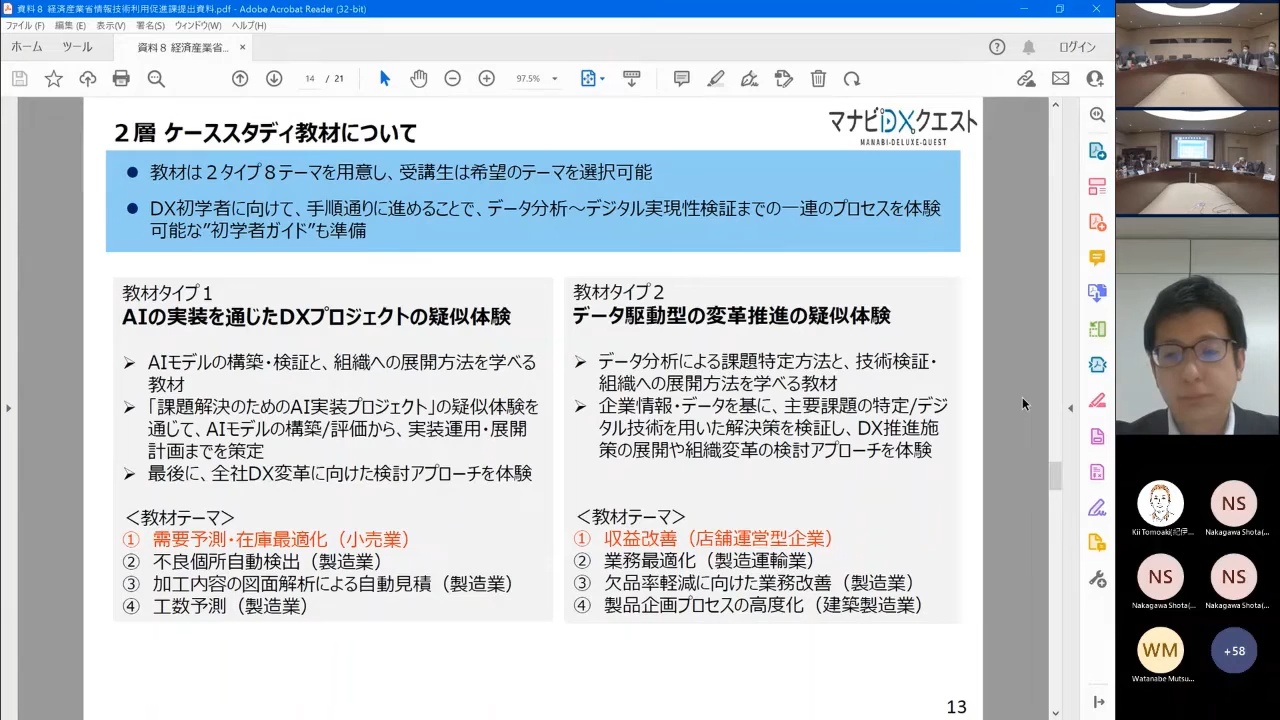 資料８ 経済産業省情報技術利用促進課提出資料.pdf - Adobe Acrobat Reader (32-bit)
ファイル(F) 編集(E) 表示(V) 署名(S) ウィンドウ(W) ヘルプ(H)
ホーム ツール 資料８ 経済産業省... × ログイン
14 / 21 97.5%
２層 ケーススタディ教材について
マナビDXクエスト
MANABI-DELUXE-QUEST
● 教材は２タイプ８テーマを用意し、受講生は希望のテーマを選択可能
● DX初学者に向けて、手順通りに進めることで、データ分析～デジタル実現性検証までの一連のプロセスを体験
可能な”初学者ガイド”も準備
教材タイプ１
AIの実装を通じたDXプロジェクトの疑似体験
➢ AIモデルの構築・検証と、組織への展開方法を学べる
教材
➢ 「課題解決のためのAI実装プロジェクト」の疑似体験を
通じて、AIモデルの構築/評価から、実装運用・展開
計画までを策定
➢ 最後に、全社DX変革に向けた検討アプローチを体験
＜教材テーマ＞
① 需要予測・在庫最適化（小売業）
② 不良個所自動検出（製造業）
③ 加工内容の図面解析による自動見積（製造業）
④ 工数予測（製造業）
教材タイプ２
データ駆動型の変革推進の疑似体験
➢ データ分析による課題特定方法と、技術検証・
組織への展開方法を学べる教材
➢ 企業情報・データを基に、主要課題の特定/デジ
タル技術を用いた解決策を検証し、DX推進施
策の展開や組織変革の検討アプローチを体験
＜教材テーマ＞
① 収益改善（店舗運営型企業）
② 業務最適化（製造運輸業）
③ 欠品率軽減に向けた業務改善（製造業）
④ 製品企画プロセスの高度化（建築製造業）
13
Kii Tomoaki(紀伊...
NS
Nakagawa Shota(...
NS
Nakagawa Shota(...
NS
Nakagawa Shota(...
WM
Watanabe Mutsu...
+58